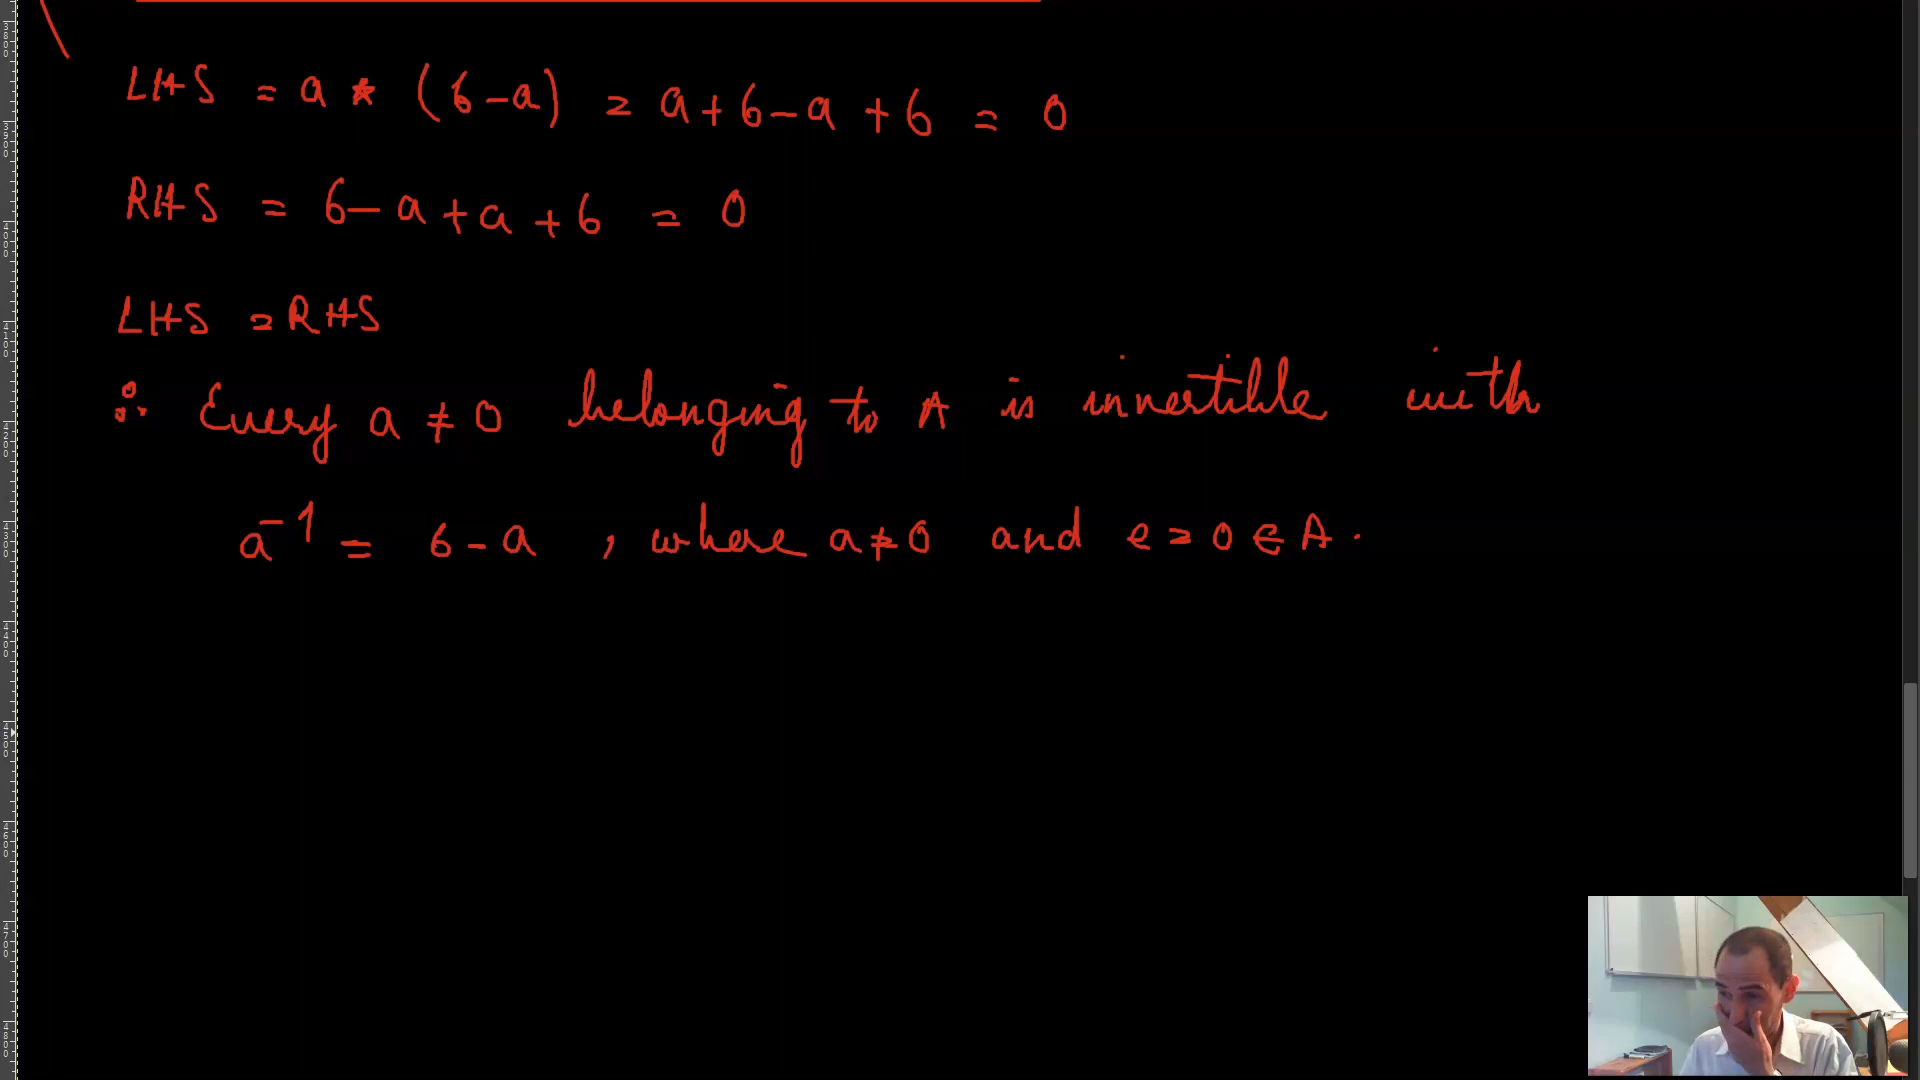 LHS = a * (6-a) = a+6-a+6 = 0
RHS = 6-a+a+6 = 0
LHS = RHS
∴ Every a ≠ 0 belonging to A is invertible with
a⁻¹ = 6-a , where a≠0 and e=0∈A.